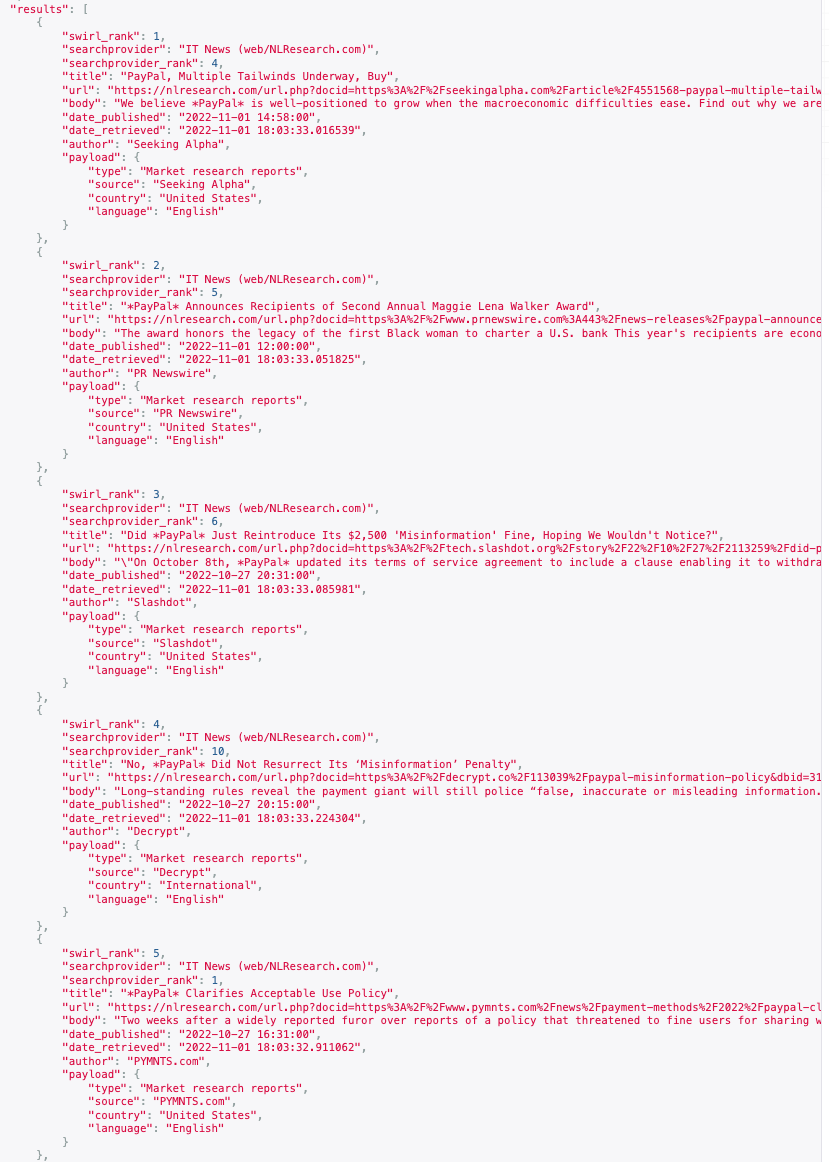 "results": [
{
"swirl_rank": 1,
"searchprovider": "IT News (web/NLResearch.com)",
"searchprovider_rank": 4,
"title": "PayPal, Multiple Tailwinds Underway, Buy",
"url": "https://nlresearch.com/url.php?docid=https%3A%2F%2Fseekingalpha.com%2Farticle%2F4551568-paypal-multiple-tailw
"body": "We believe *PayPal* is well-positioned to grow when the macroeconomic difficulties ease. Find out why we are
"date_published": "2022-11-01 14:58:00",
"date_retrieved": "2022-11-01 18:03:33.016539",
"author": "Seeking Alpha",
"payload": {
"type": "Market research reports",
"source": "Seeking Alpha",
"country": "United States",
"language": "English"
}
},
{
"swirl_rank": 2,
"searchprovider": "IT News (web/NLResearch.com)",
"searchprovider_rank": 5,
"title": "*PayPal* Announces Recipients of Second Annual Maggie Lena Walker Award",
"url": "https://nlresearch.com/url.php?docid=https%3A%2F%2Fwww.prnewswire.com%3A443%2Fnews-releases%2Fpaypal-announce
"body": "The award honors the legacy of the first Black woman to charter a U.S. bank This year's recipients are econo
"date_published": "2022-11-01 12:00:00",
"date_retrieved": "2022-11-01 18:03:33.051825",
"author": "PR Newswire",
"payload": {
"type": "Market research reports",
"source": "PR Newswire",
"country": "United States",
"language": "English"
}
},
{
"swirl_rank": 3,
"searchprovider": "IT News (web/NLResearch.com)",
"searchprovider_rank": 6,
"title": "Did *PayPal* Just Reintroduce Its $2,500 'Misinformation' Fine, Hoping We Wouldn't Notice?",
"url": "https://nlresearch.com/url.php?docid=https%3A%2F%2Ftech.slashdot.org%2Fstory%2F22%2F10%2F27%2F2113259%2Fdid-p
"body": "\"On October 8th, *PayPal* updated its terms of service agreement to include a clause enabling it to withdra
"date_published": "2022-10-27 20:31:00",
"date_retrieved": "2022-11-01 18:03:33.085981",
"author": "Slashdot",
"payload": {
"type": "Market research reports",
"source": "Slashdot",
"country": "United States",
"language": "English"
}
},
{
"swirl_rank": 4,
"searchprovider": "IT News (web/NLResearch.com)",
"searchprovider_rank": 10,
"title": "No, *PayPal* Did Not Resurrect Its ‘Misinformation’ Penalty",
"url": "https://nlresearch.com/url.php?docid=https%3A%2F%2Fdecrypt.co%2F113039%2Fpaypal-misinformation-policy&dbid=31
"body": "Long-standing rules reveal the payment giant will still police “false, inaccurate or misleading information.
"date_published": "2022-10-27 20:15:00",
"date_retrieved": "2022-11-01 18:03:33.224304",
"author": "Decrypt",
"payload": {
"type": "Market research reports",
"source": "Decrypt",
"country": "International",
"language": "English"
}
},
{
"swirl_rank": 5,
"searchprovider": "IT News (web/NLResearch.com)",
"searchprovider_rank": 1,
"title": "*PayPal* Clarifies Acceptable Use Policy",
"url": "https://nlresearch.com/url.php?docid=https%3A%2F%2Fwww.pymnts.com%2Fnews%2Fpayment-methods%2F2022%2Fpaypal-cl
"body": "Two weeks after a widely reported furor over reports of a policy that threatened to fine users for sharing w
"date_published": "2022-10-27 16:31:00",
"date_retrieved": "2022-11-01 18:03:32.911062",
"author": "PYMNTS.com",
"payload": {
"type": "Market research reports",
"source": "PYMNTS.com",
"country": "United States",
"language": "English"
}
},